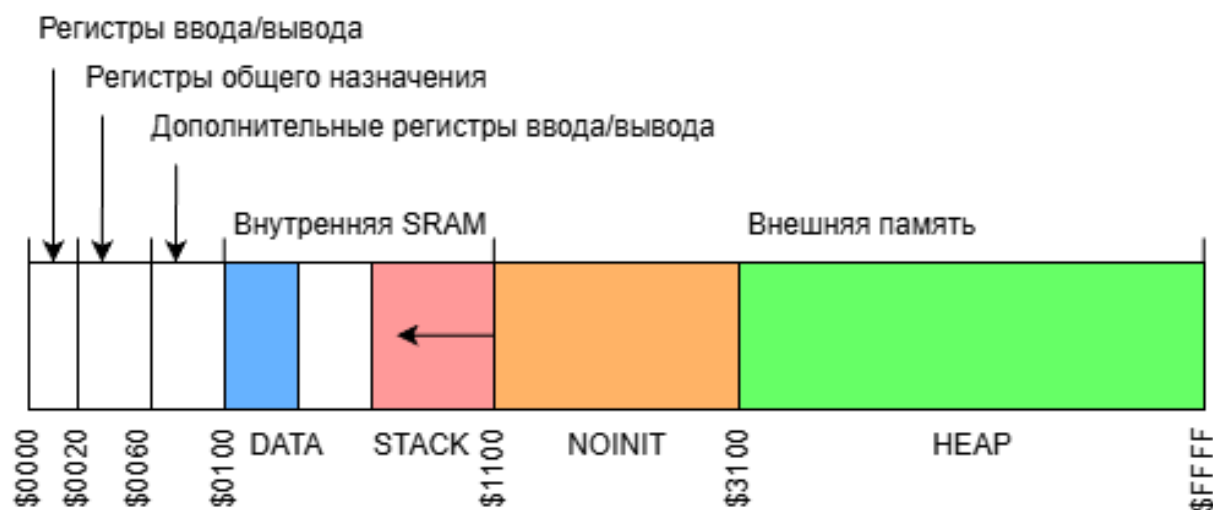 Регистры ввода/вывода
Регистры общего назначения
Дополнительные регистры ввода/вывода
Внутренняя SRAM
Внешняя память
DATA
STACK
NOINIT
HEAP
$0000
$0020
$0060
$0100
$1100
$3100
$FFFF